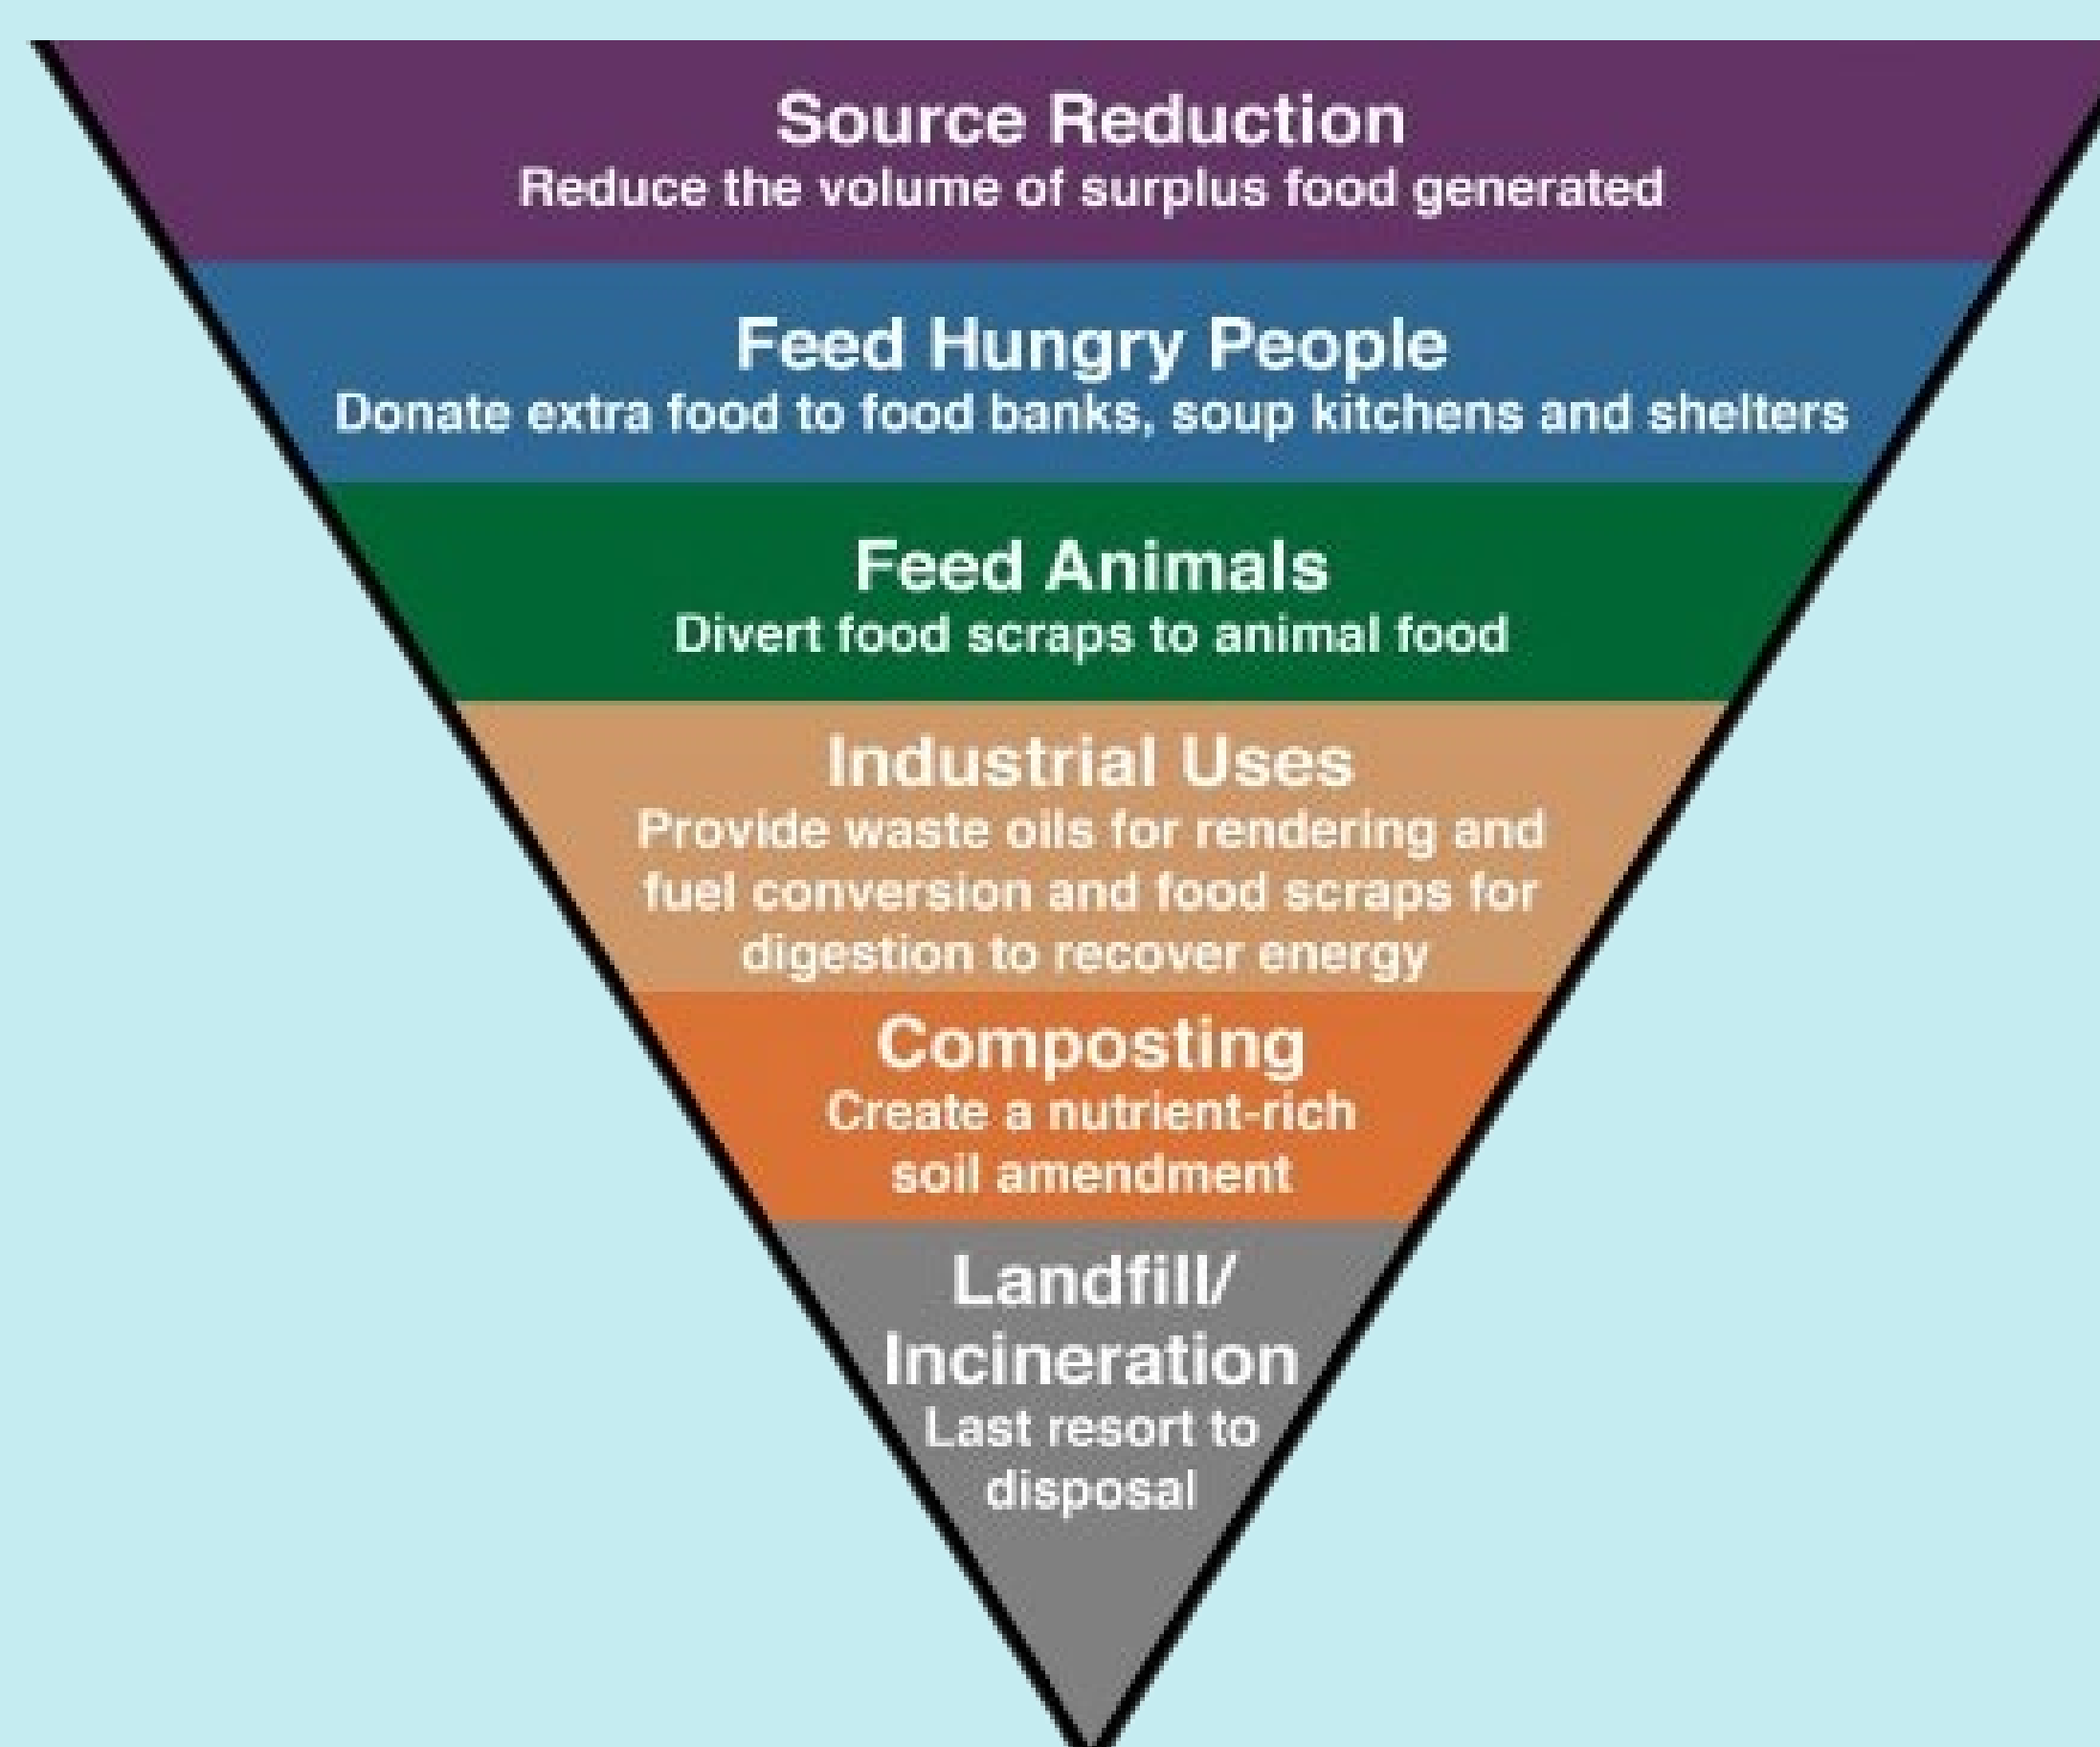 Source Reduction
Reduce the volume of surplus food generated
Feed Hungry People
Donate extra food to food banks, soup kitchens and shelters
Feed Animals
Divert food scraps to animal food
Industrial Uses
Provide waste oils for rendering and
fuel conversion and food scraps for
digestion to recover energy
Composting
Create a nutrient-rich
soil amendment
Landfill/
Incineration
Last resort to
disposal